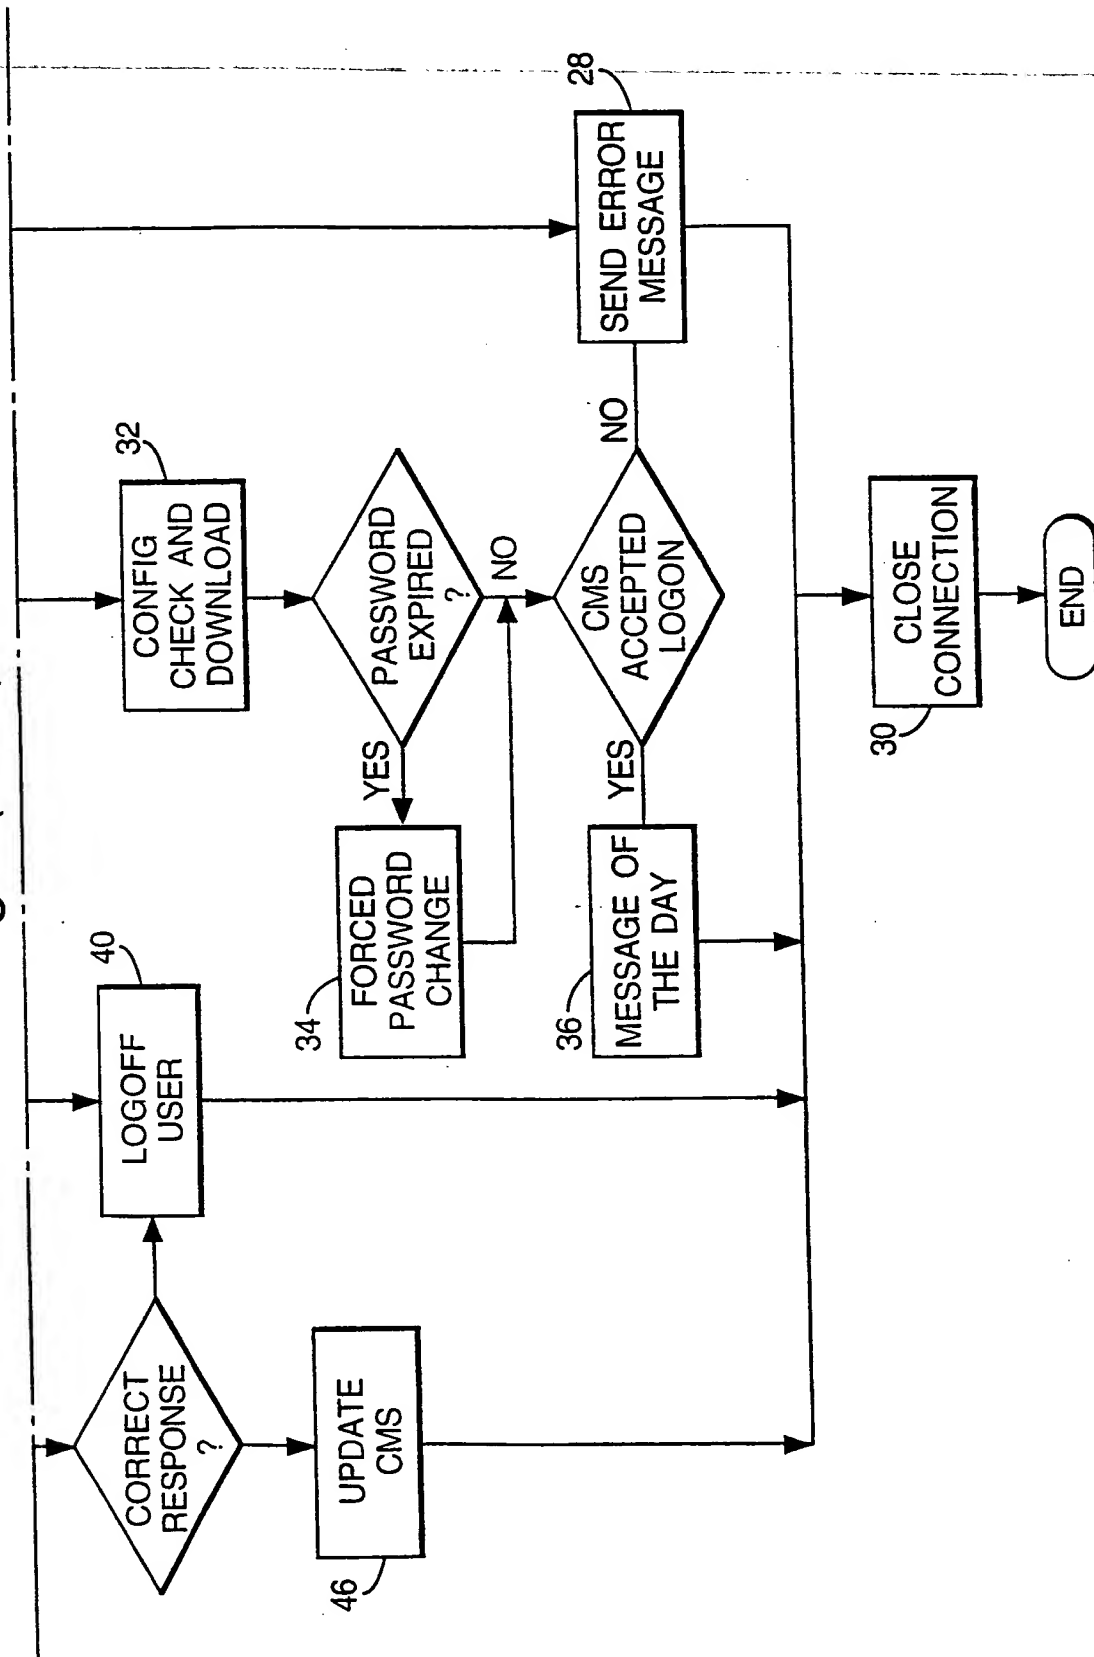 CORRECT
RESPONSE
?
46
UPDATE
CMS
40
LOGOFF
USER
32
CONFIG
CHECK AND
DOWNLOAD
PASSWORD
EXPIRED
?
YES
NO
34
FORCED
PASSWORD
CHANGE
CMS
ACCEPTED
LOGON
YES
NO
36
MESSAGE OF
THE DAY
28
SEND ERROR
MESSAGE
30
CLOSE
CONNECTION
END